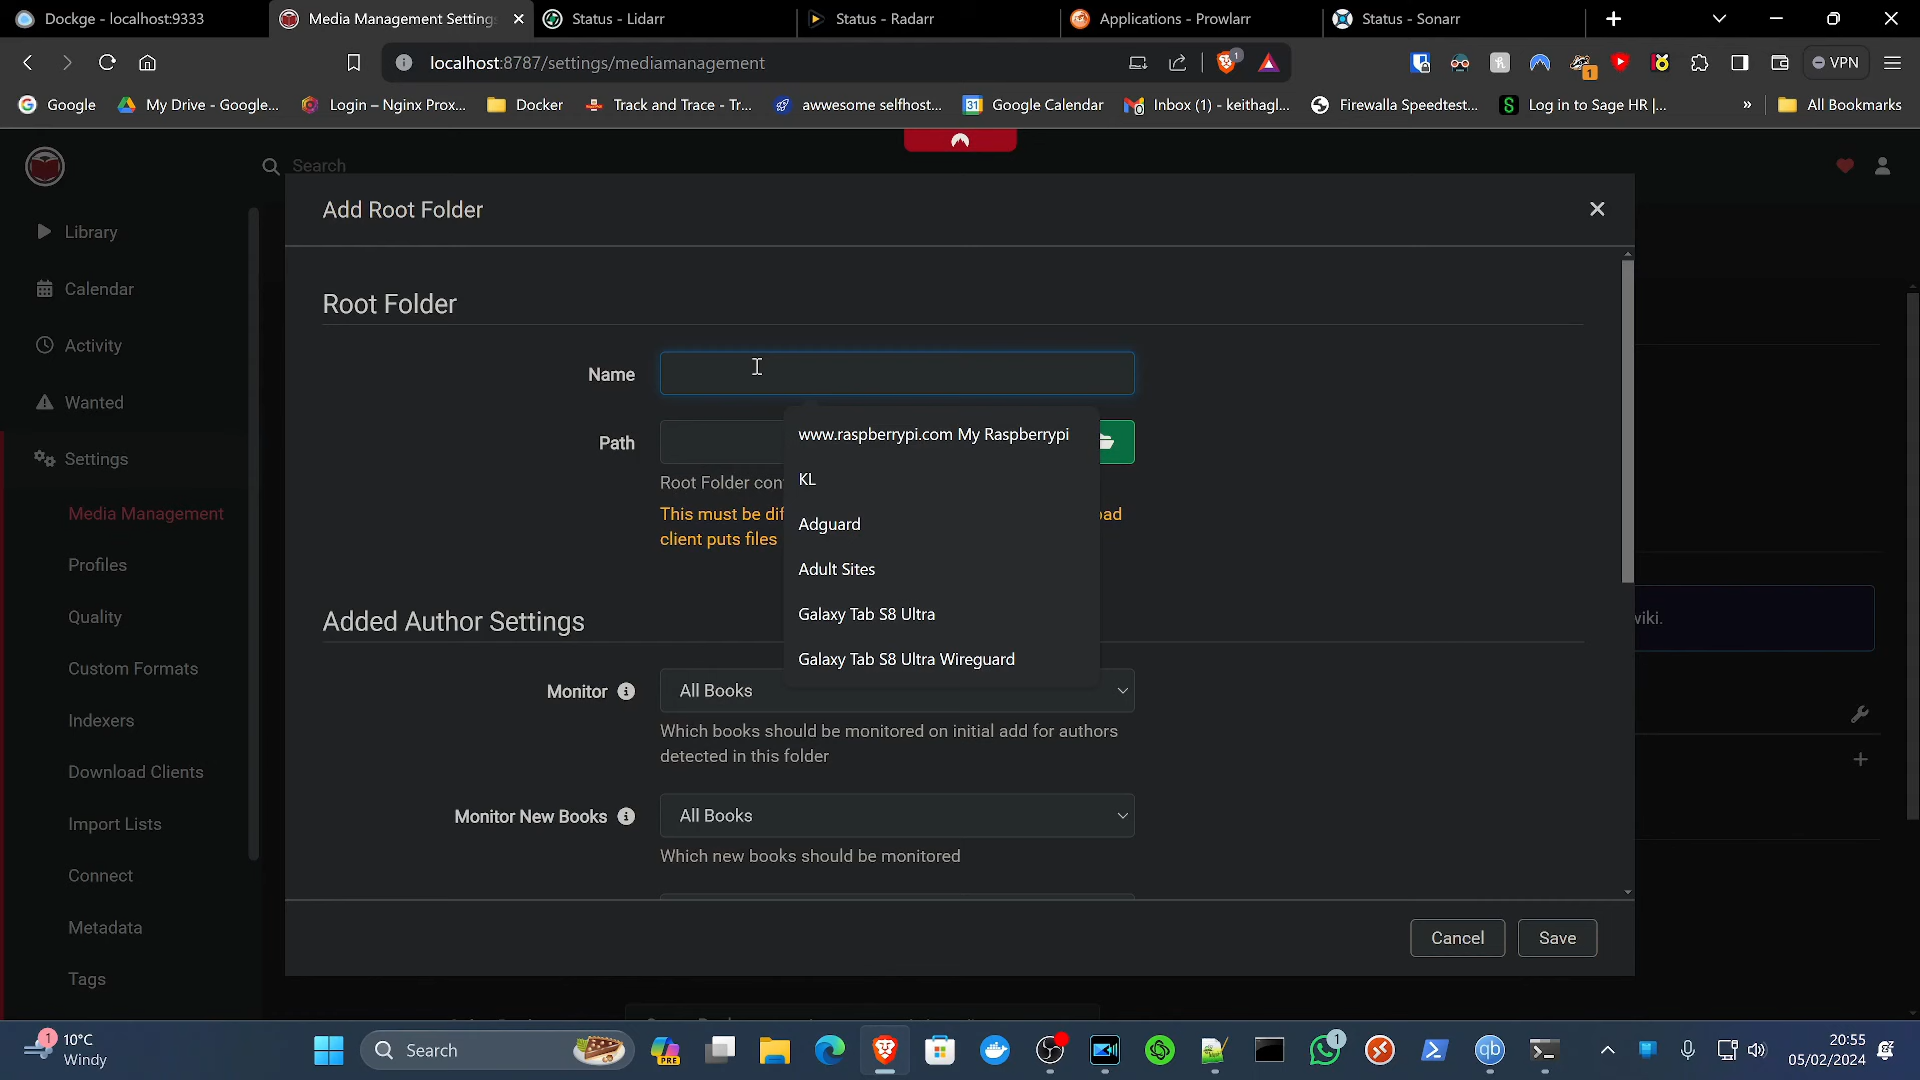 Dockge - localhost:9333
Media Management Setting
Status - Lidarr
Status - Radarr
Applications - Prowlarr
Status - Sonarr
localhost:8787/settings/mediamanagement
1
1
VPN
Google
My Drive - Google...
Login – Nginx Prox...
Docker
Track and Trace - Tr...
awwesome selfhost...
31
Google Calendar
Inbox (1) - keithagl...
Firewalla Speedtest...
S
Log in to Sage HR |...
»
All Bookmarks
Search
Add Root Folder
Library
Calendar
Activity
Wanted
Settings
Media Management
Profiles
Quality
Custom Formats
Indexers
Download Clients
Import Lists
Connect
Metadata
Tags
Root Folder
Name
www.raspberrypi.com My Raspberrypi
KL
Adguard
Adult Sites
Galaxy Tab S8 Ultra
Galaxy Tab S8 Ultra Wireguard
Path
Root Folder con
This must be dif
client puts files
Added Author Settings
Monitor
All Books
Which books should be monitored on initial add for authors
detected in this folder
Monitor New Books
All Books
Which new books should be monitored
wiki.
Cancel
Save
1
10°C
Windy
Search
PRE
1
qb
20:55
05/02/2024